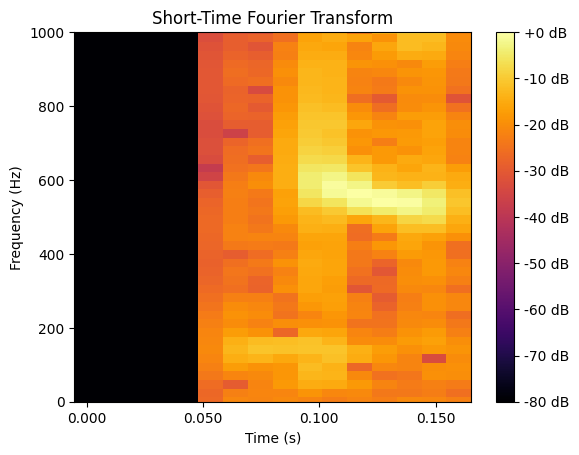 Short-Time Fourier Transform
1000
800
600
400
200
0
Frequency (Hz)
0.000
0.050
0.100
0.150
Time (s)
+0 dB
-10 dB
-20 dB
-30 dB
-40 dB
-50 dB
-60 dB
-70 dB
-80 dB